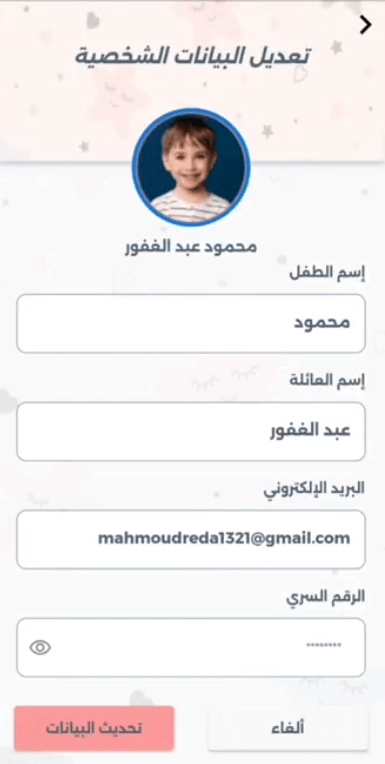 تعديل البيانات الشخصية
محمود عبد الغفور
إسم الطفل
محمود
إسم العائلة
عبد الغفور
البريد الإلكتروني
mahmoudreda1321@gmail.com
الرقم السري
********
ألغاء
تحديث البيانات